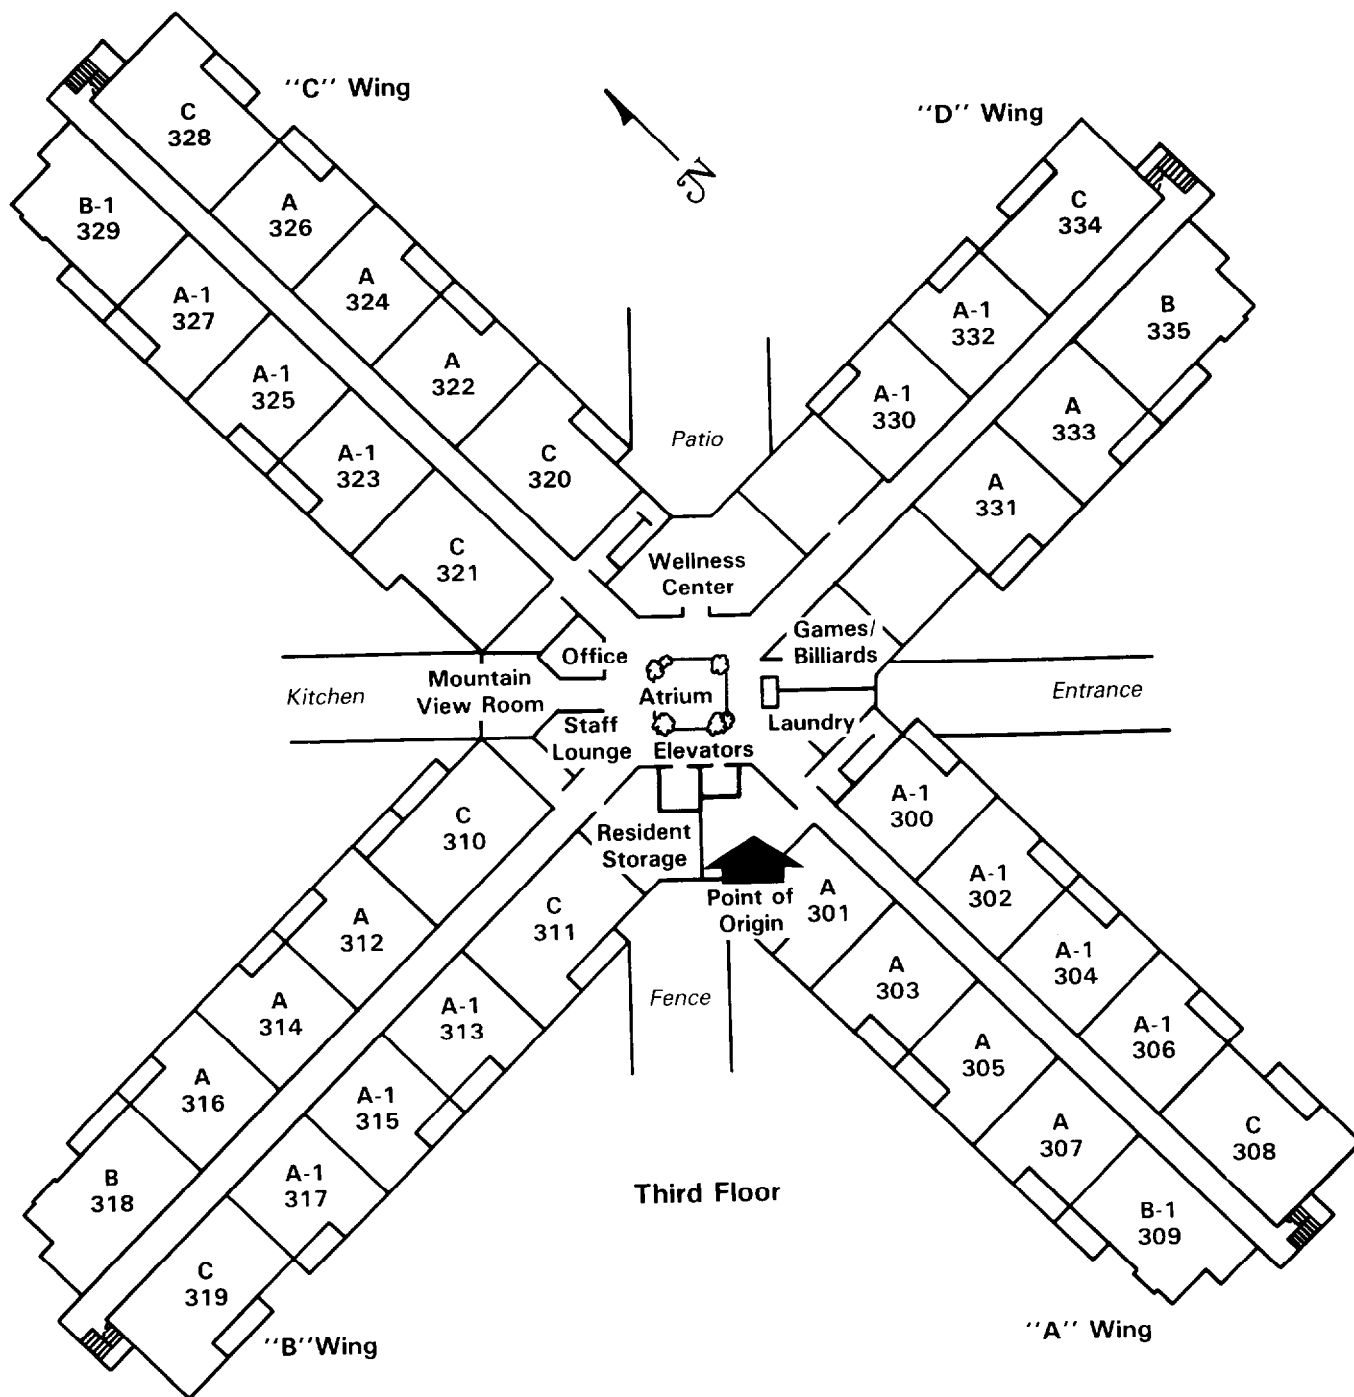 "C" Wing
"D" Wing
N
C
328
A
326
A
324
A
322
C
320
B-1
329
A-1
327
A-1
325
A-1
323
C
321
C
334
A-1
332
A-1
330
B
335
A
333
A
331
Patio
Wellness
Center
Games/
Billiards
Office
Kitchen
Mountain
View Room
Atrium
Entrance
Staff
Lounge
Elevators
Laundry
Resident
Storage
Point of
Origin
Fence
C
310
A
312
A
314
A
316
B
318
C
311
A-1
313
A-1
315
A-1
317
C
319
A-1
300
A-1
302
A-1
304
A-1
306
C
308
A
301
A
303
A
305
A
307
B-1
309
Third Floor
"B" Wing
"A" Wing